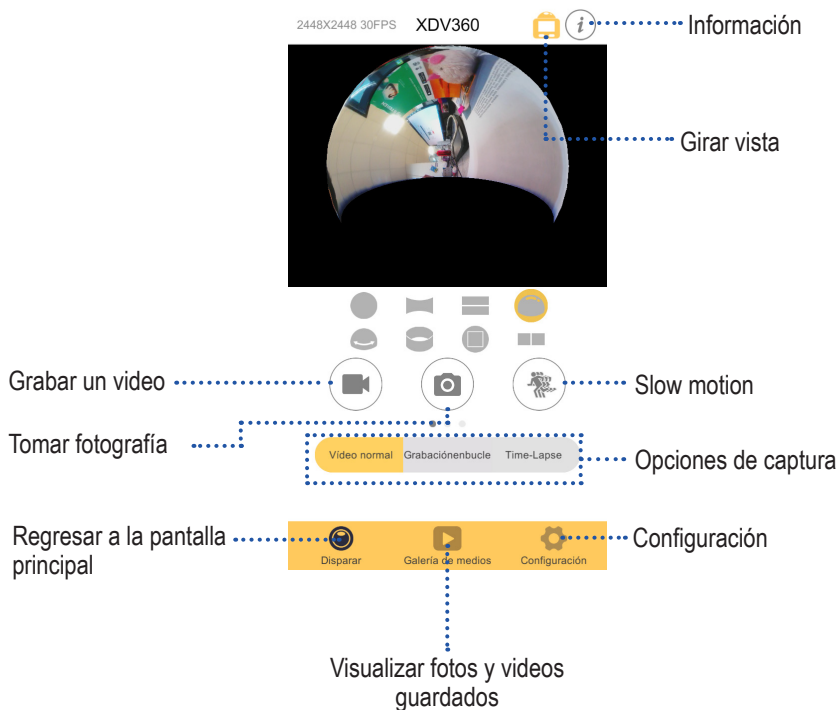 2448X2448 30FPS XDV360
Información
Girar vista
Grabar un video
Slow motion
Tomar fotografía
Vídeo normal Grabaciónenbucle Time-Lapse
Opciones de captura
Regresar a la pantalla
principal
Disparar Galería de medios Configuración
Configuración
Visualizar fotos y videos
guardados